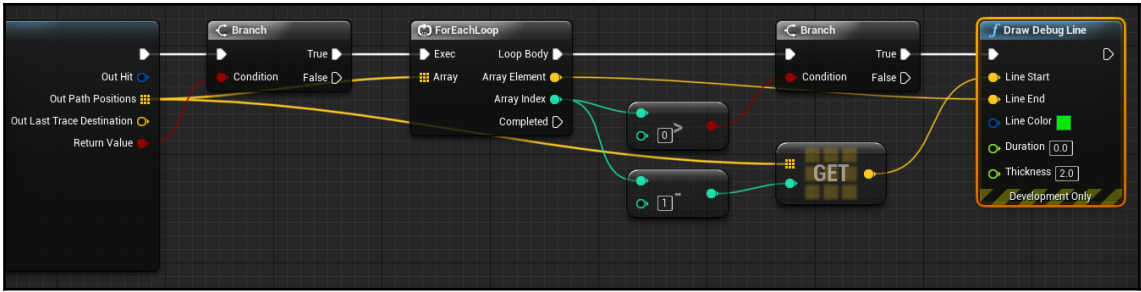 Branch
ForEachLoop
Branch
Draw Debug Line
True
Exec
Loop Body
True
Out Hit
Condition
False
Array
Array Element
Condition
False
Line Start
Out Path Positions
Array Index
Line End
Out Last Trace Destination
Completed
Line Color
Return Value
0 >
Duration 0.0
GET
Thickness 2.0
1 -
Development Only